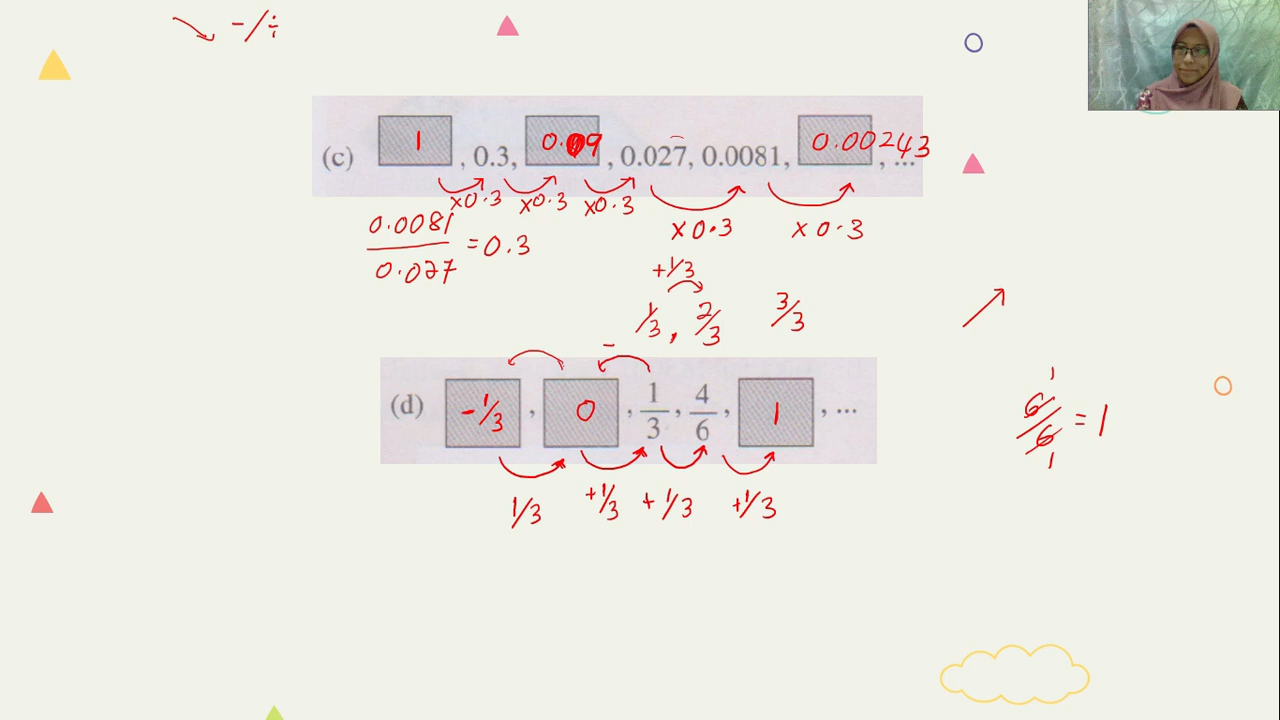 - / ÷
(c) 1 , 0.3, 0.09 , 0.027, 0.0081, 0.00243 , ...
×0.3 ×0.3 ×0.3 ×0.3 ×0.3
0.0081/0.027 = 0.3
+1/3
1/3 , 2/3 3/3
-
(d) -1/3 , 0 , 1/3 , 4/6 , 1 , ...
1/3 +1/3 +1/3 +1/3
1
6/6 = 1
1